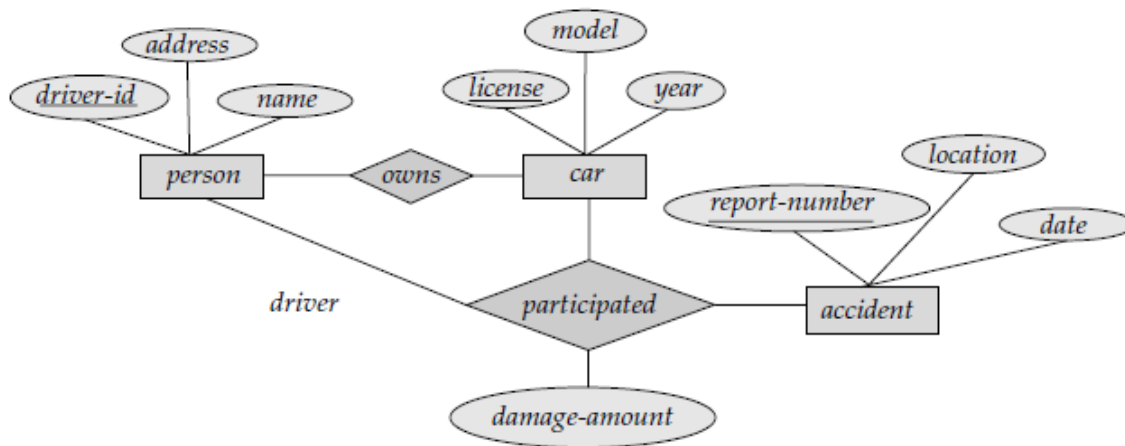 model
address
driver-id
name
license
year
location
person
owns
car
report-number
date
driver
participated
accident
damage-amount